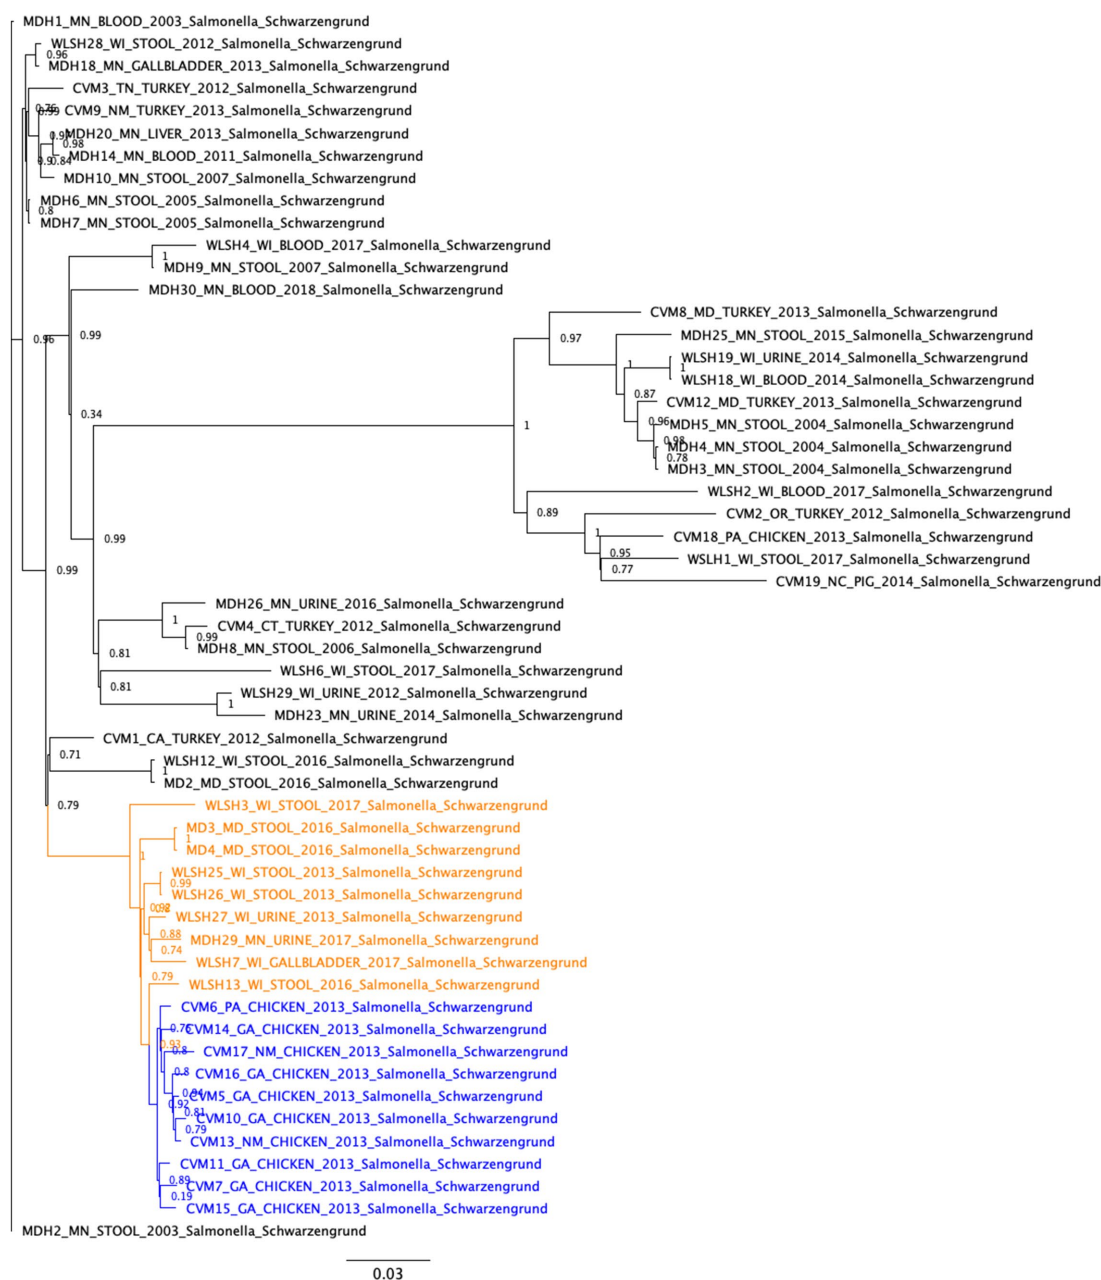 MDH1_MN_BLOOD_2003_Salmonella_Schwarzengrund
WLSH28_WI_STOOL_2012_Salmonella_Schwarzengrund
0.96
MDH18_MN_GALLBLADDER_2013_Salmonella_Schwarzengrund
CVM3_TN_TURKEY_2012_Salmonella_Schwarzengrund
CVM9_NM_TURKEY_2013_Salmonella_Schwarzengrund
MDH20_MN_LIVER_2013_Salmonella_Schwarzengrund
0.98
MDH14_MN_BLOOD_2011_Salmonella_Schwarzengrund
MDH10_MN_STOOL_2007_Salmonella_Schwarzengrund
MDH6_MN_STOOL_2005_Salmonella_Schwarzengrund
0.8
MDH7_MN_STOOL_2005_Salmonella_Schwarzengrund
WLSH4_WI_BLOOD_2017_Salmonella_Schwarzengrund
1
MDH9_MN_STOOL_2007_Salmonella_Schwarzengrund
MDH30_MN_BLOOD_2018_Salmonella_Schwarzengrund
CVM8_MD_TURKEY_2013_Salmonella_Schwarzengrund
0.96
0.99
0.97
MDH25_MN_STOOL_2015_Salmonella_Schwarzengrund
WLSH19_WI_URINE_2014_Salmonella_Schwarzengrund
1
1
WLSH18_WI_BLOOD_2014_Salmonella_Schwarzengrund
0.87
CVM12_MD_TURKEY_2013_Salmonella_Schwarzengrund
0.34
0.96
MDH5_MN_STOOL_2004_Salmonella_Schwarzengrund
1
0.98
MDH4_MN_STOOL_2004_Salmonella_Schwarzengrund
0.78
MDH3_MN_STOOL_2004_Salmonella_Schwarzengrund
WLSH2_WI_BLOOD_2017_Salmonella_Schwarzengrund
0.89
CVM2_OR_TURKEY_2012_Salmonella_Schwarzengrund
1
CVM18_PA_CHICKEN_2013_Salmonella_Schwarzengrund
0.99
0.95
WSLH1_WI_STOOL_2017_Salmonella_Schwarzengrund
0.99
0.77
CVM19_NC_PIG_2014_Salmonella_Schwarzengrund
MDH26_MN_URINE_2016_Salmonella_Schwarzengrund
1
CVM4_CT_TURKEY_2012_Salmonella_Schwarzengrund
0.99
MDH8_MN_STOOL_2006_Salmonella_Schwarzengrund
0.81
WLSH6_WI_STOOL_2017_Salmonella_Schwarzengrund
0.81
WLSH29_WI_URINE_2012_Salmonella_Schwarzengrund
1
MDH23_MN_URINE_2014_Salmonella_Schwarzengrund
CVM1_CA_TURKEY_2012_Salmonella_Schwarzengrund
0.71
WLSH12_WI_STOOL_2016_Salmonella_Schwarzengrund
1
MD2_MD_STOOL_2016_Salmonella_Schwarzengrund
0.79
WLSH3_WI_STOOL_2017_Salmonella_Schwarzengrund
MD3_MD_STOOL_2016_Salmonella_Schwarzengrund
1
MD4_MD_STOOL_2016_Salmonella_Schwarzengrund
1
WLSH25_WI_STOOL_2013_Salmonella_Schwarzengrund
0.99
WLSH26_WI_STOOL_2013_Salmonella_Schwarzengrund
WLSH27_WI_URINE_2013_Salmonella_Schwarzengrund
0.88
MDH29_MN_URINE_2017_Salmonella_Schwarzengrund
0.74
WLSH7_WI_GALLBLADDER_2017_Salmonella_Schwarzengrund
0.79
WLSH13_WI_STOOL_2016_Salmonella_Schwarzengrund
CVM6_PA_CHICKEN_2013_Salmonella_Schwarzengrund
CVM14_GA_CHICKEN_2013_Salmonella_Schwarzengrund
0.93
0.8
CVM17_NM_CHICKEN_2013_Salmonella_Schwarzengrund
0.8
CVM16_GA_CHICKEN_2013_Salmonella_Schwarzengrund
0.94
CVM5_GA_CHICKEN_2013_Salmonella_Schwarzengrund
0.92
0.81
CVM10_GA_CHICKEN_2013_Salmonella_Schwarzengrund
0.79
CVM13_NM_CHICKEN_2013_Salmonella_Schwarzengrund
CVM11_GA_CHICKEN_2013_Salmonella_Schwarzengrund
0.89
CVM7_GA_CHICKEN_2013_Salmonella_Schwarzengrund
0.19
CVM15_GA_CHICKEN_2013_Salmonella_Schwarzengrund
MDH2_MN_STOOL_2003_Salmonella_Schwarzengrund
0.03